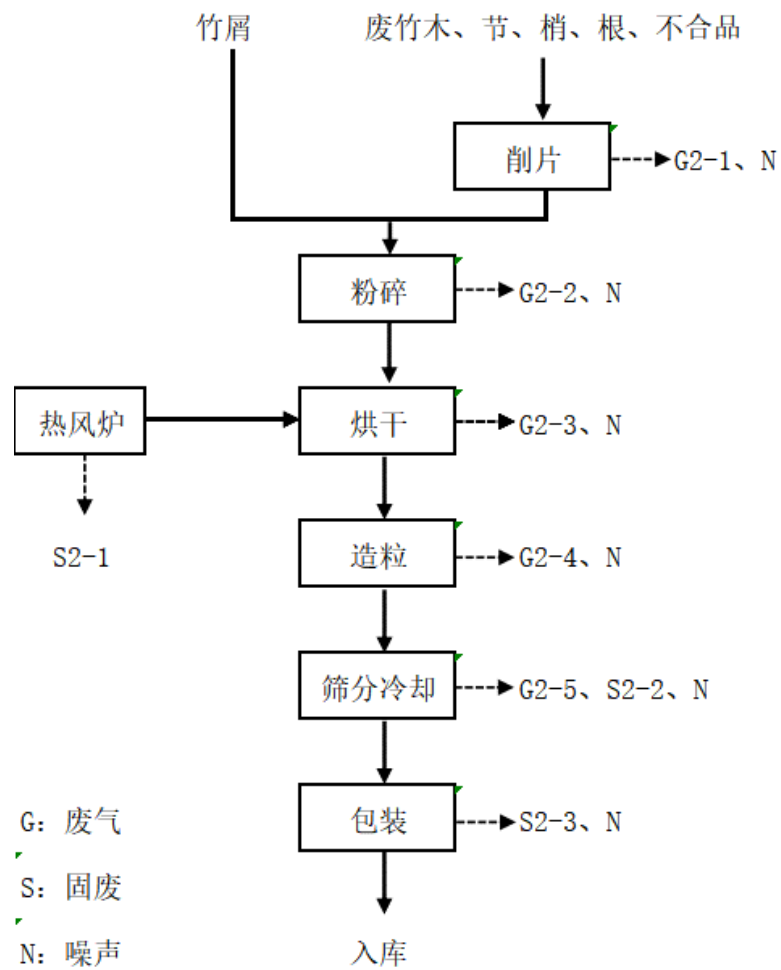 竹屑
废竹木、节、梢、根、不合品
削片
G2-1、N
粉碎
G2-2、N
热风炉
烘干
G2-3、N
S2-1
造粒
G2-4、N
筛分冷却
G2-5、S2-2、N
包装
S2-3、N
G：废气
S：固废
N：噪声
入库